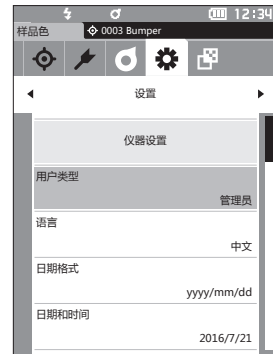 12:34
样品色 0003 Bumper
设置
仪器设置
用户类型
管理员
语言
中文
日期格式
yyyy/mm/dd
日期和时间
2016/7/21